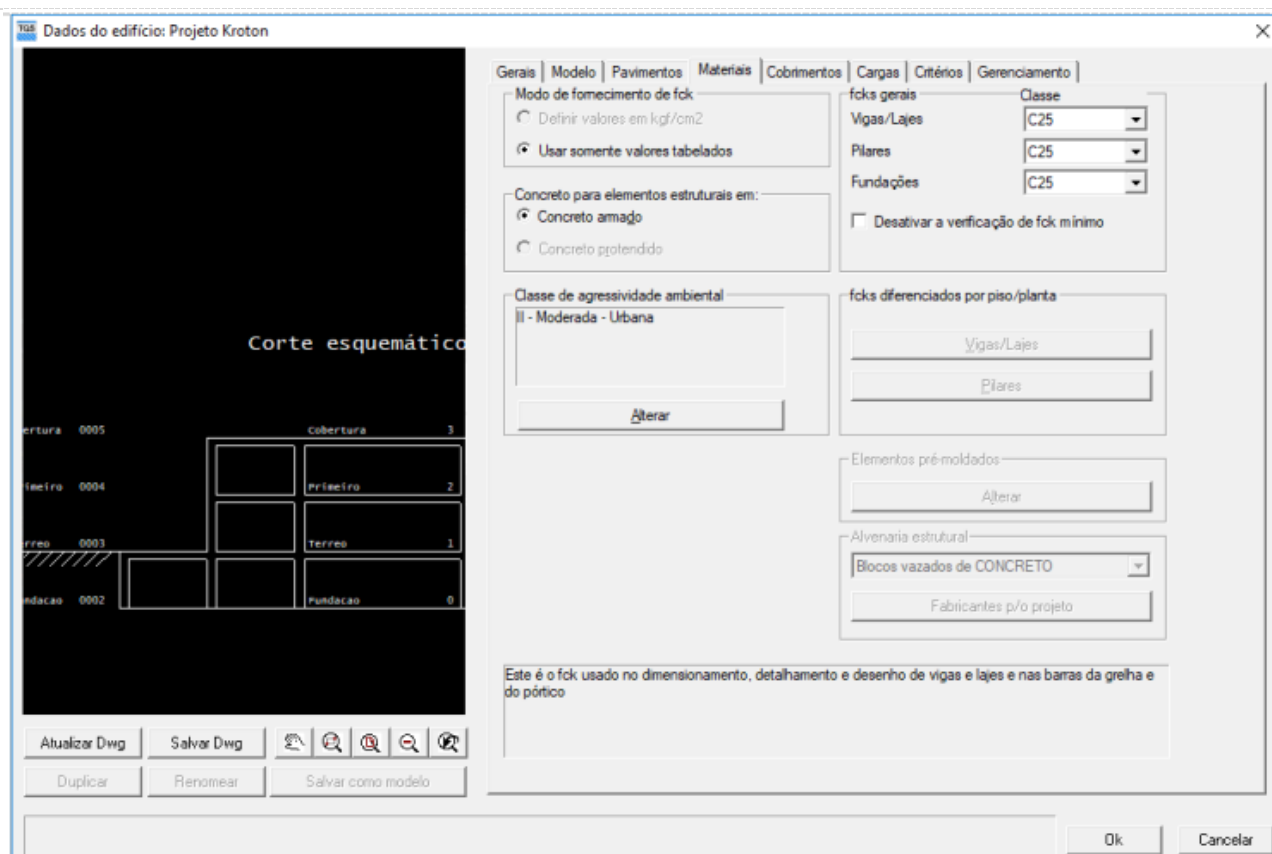 TQS Dados do edifício: Projeto Kroton
Gerais Modelo Pavimentos Materiais Cobrimentos Cargas Critérios Gerenciamento
Modo de fornecimento de fck
Definir valores em kgf/cm2
Usar somente valores tabelados
Concreto para elementos estruturais em:
Concreto armado
Concreto protendido
Classe de agressividade ambiental
II - Moderada - Urbana
Alterar
fcks gerais Classe
Vigas/Lajes C25
Pilares C25
Fundações C25
Desativar a verificação de fck mínimo
fcks diferenciados por piso/planta
Vigas/Lajes
Pilares
Elementos pré-moldados
Alterar
Alvenaria estrutural
Blocos vazados de CONCRETO
Fabricantes p/o projeto
Este é o fck usado no dimensionamento, detalhamento e desenho de vigas e lajes e nas barras da grelha e
do pórtico
Corte esquemático
ertura 0005 Cobertura 3
imeiro 0004 Primeiro 2
rreo 0003 Terreo 1
ndacao 0002 Fundacao 0
Atualizar Dwg Salvar Dwg
Duplicar Renomear Salvar como modelo
Ok Cancelar